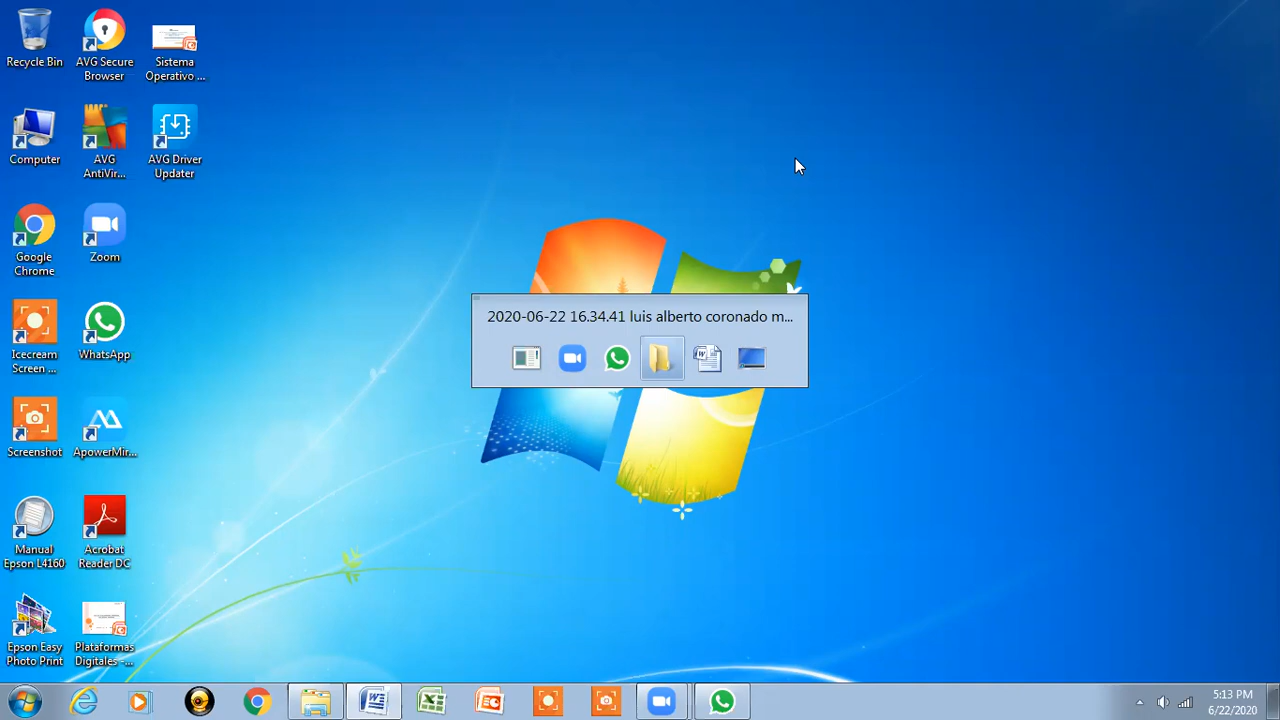 Recycle Bin
AVG Secure
Browser
Sistema
Operativo ...
Computer
AVG
AntiVir...
AVG Driver
Updater
Google
Chrome
Zoom
2020-06-22 16.34.41 luis alberto coronado m...
Icecream
Screen ...
WhatsApp
Screenshot
ApowerMir...
Manual
Epson L4160
Acrobat
Reader DC
Epson Easy
Photo Print
Plataformas
Digitales -...
5:13 PM
6/22/2020